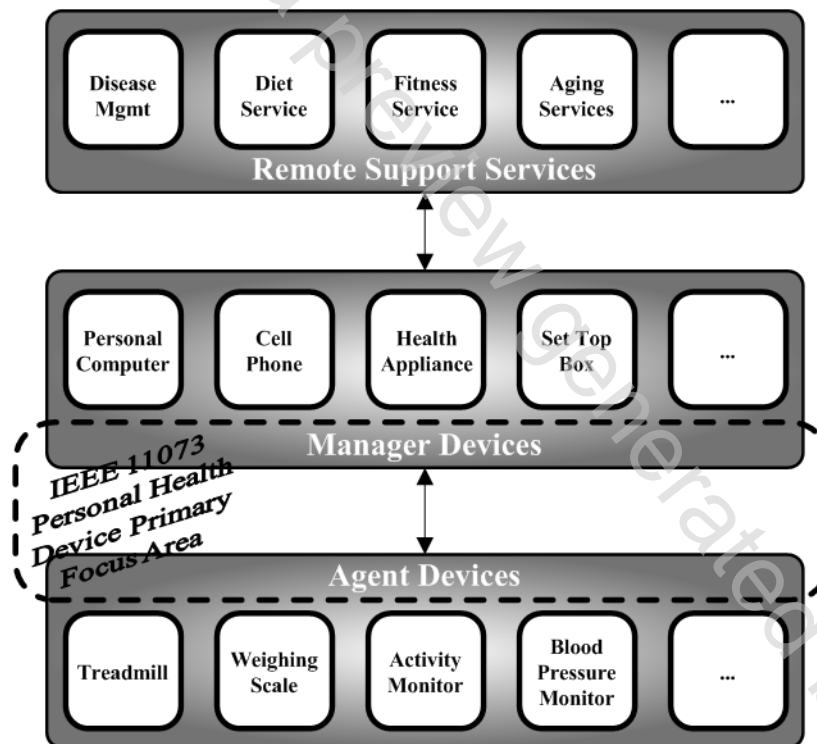 Disease
Mgmt
Diet
Service
Fitness
Service
Aging
Services
...
Remote Support Services
Personal
Computer
Cell
Phone
Health
Appliance
Set Top
Box
...
Manager Devices
IEEE 11073
Personal Health
Device Primary
Focus Area
Agent Devices
Treadmill
Weighing
Scale
Activity
Monitor
Blood
Pressure
Monitor
...
preview generated